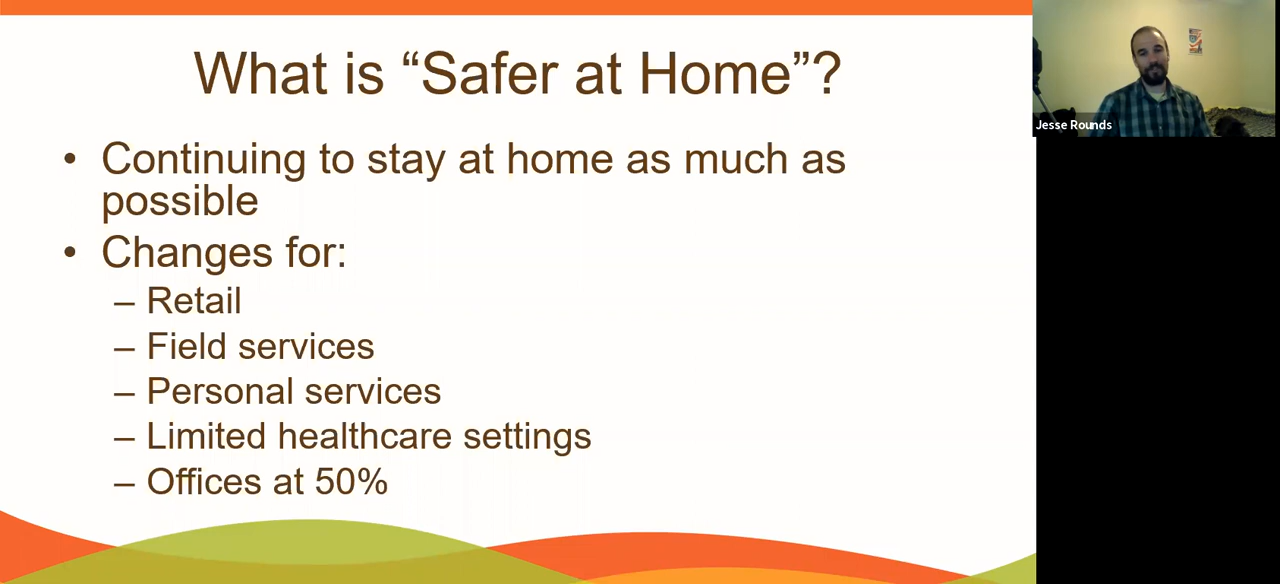 What is “Safer at Home”?
• Continuing to stay at home as much as
possible
• Changes for:
– Retail
– Field services
– Personal services
– Limited healthcare settings
– Offices at 50%
Jesse Rounds